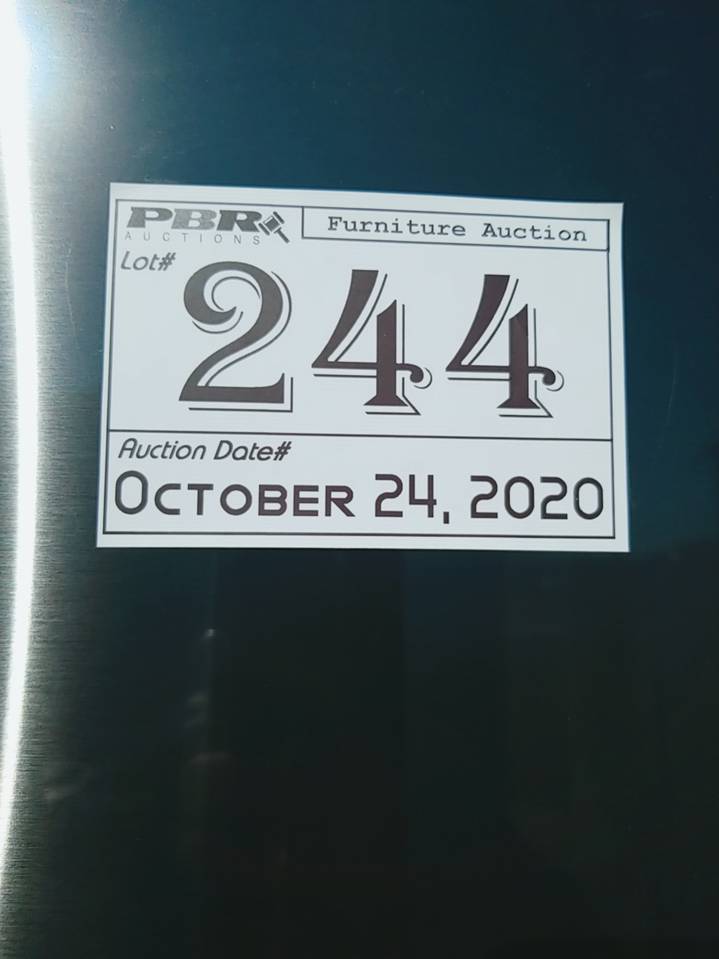 PBR
AUCTIONS
Furniture Auction
Lot#
244
Auction Date#
OCTOBER 24, 2020